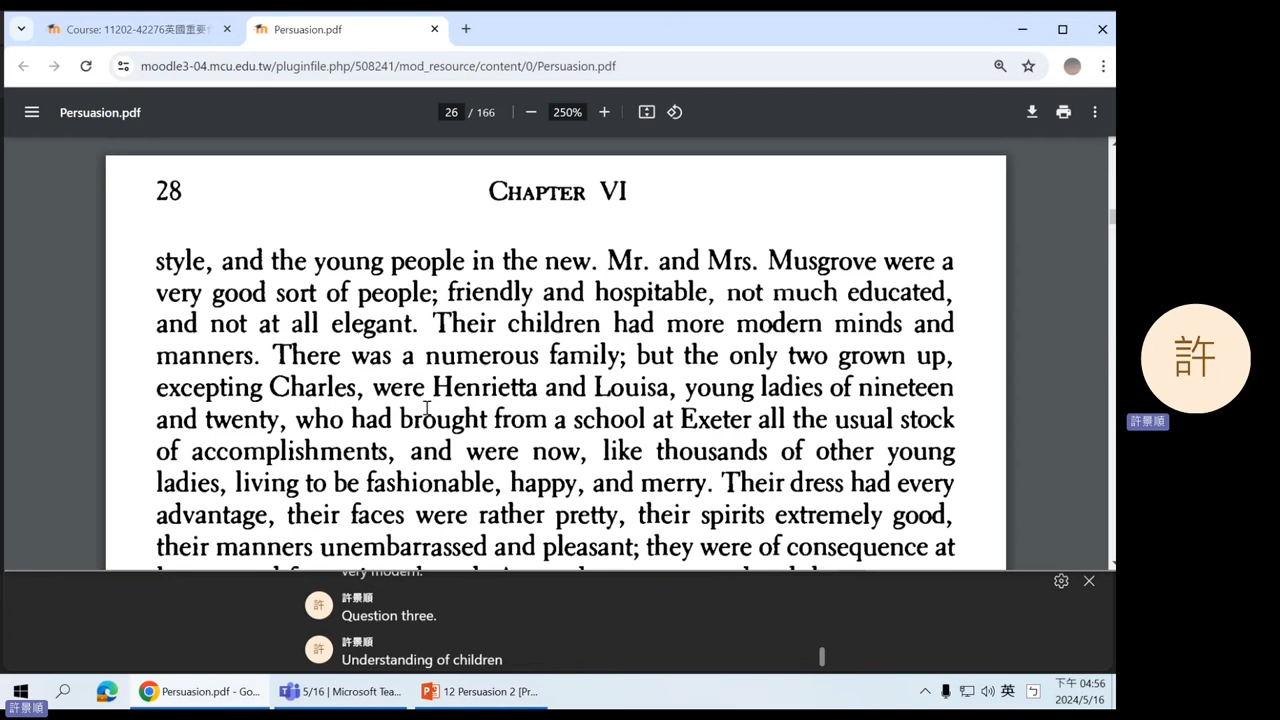 Course: 11202-42276英國重要
Persuasion.pdf
moodle3-04.mcu.edu.tw/pluginfile.php/508241/mod_resource/content/0/Persuasion.pdf
Persuasion.pdf
26 / 166
250%
28
CHAPTER VI
style, and the young people in the new. Mr. and Mrs. Musgrove were a
very good sort of people; friendly and hospitable, not much educated,
and not at all elegant. Their children had more modern minds and
manners. There was a numerous family; but the only two grown up,
excepting Charles, were Henrietta and Louisa, young ladies of nineteen
and twenty, who had brought from a school at Exeter all the usual stock
of accomplishments, and were now, like thousands of other young
ladies, living to be fashionable, happy, and merry. Their dress had every
advantage, their faces were rather pretty, their spirits extremely good,
their manners unembarrassed and pleasant; they were of consequence at
very modern.
許
許景順
Question three.
許
許景順
Understanding of children
許
許景順
Persuasion.pdf - Go...
5/16 | Microsoft Tea...
12 Persuasion 2 [Pr...
英
下午 04:56
2024/5/16
許景順